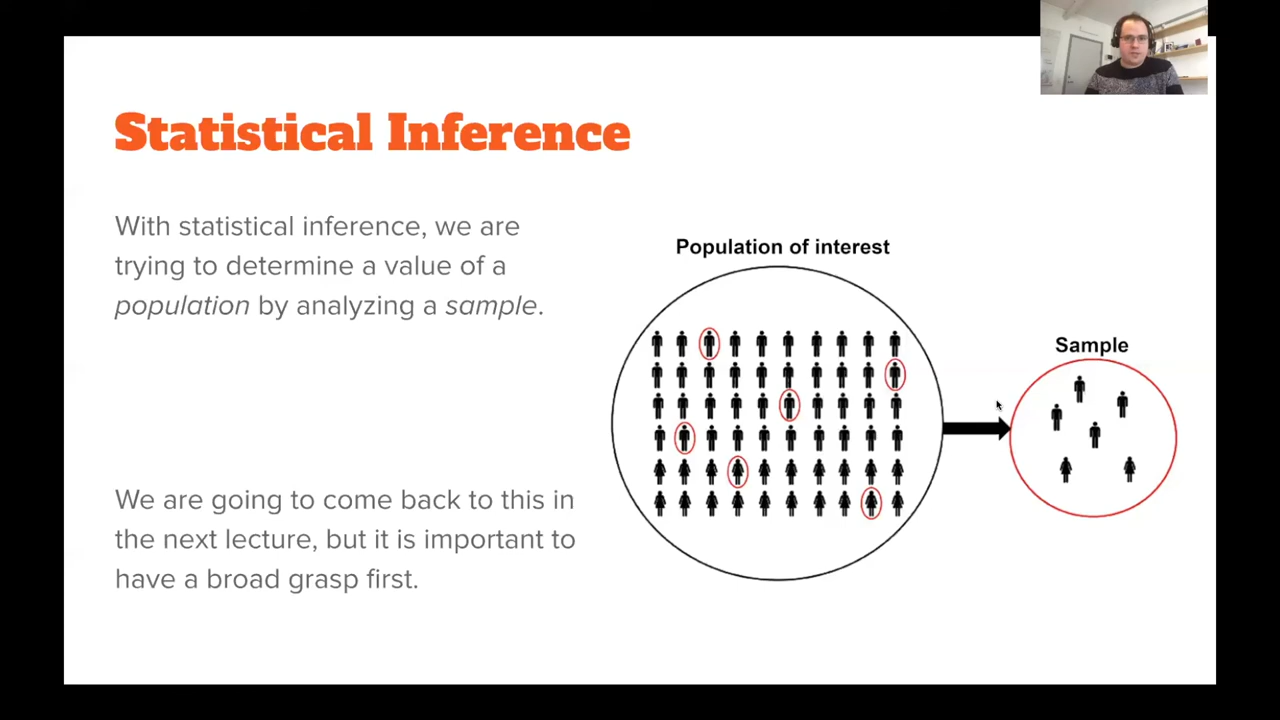 Statistical Inference
With statistical inference, we are
trying to determine a value of a
population by analyzing a sample.
We are going to come back to this in
the next lecture, but it is important to
have a broad grasp first.
Population of interest
Sample